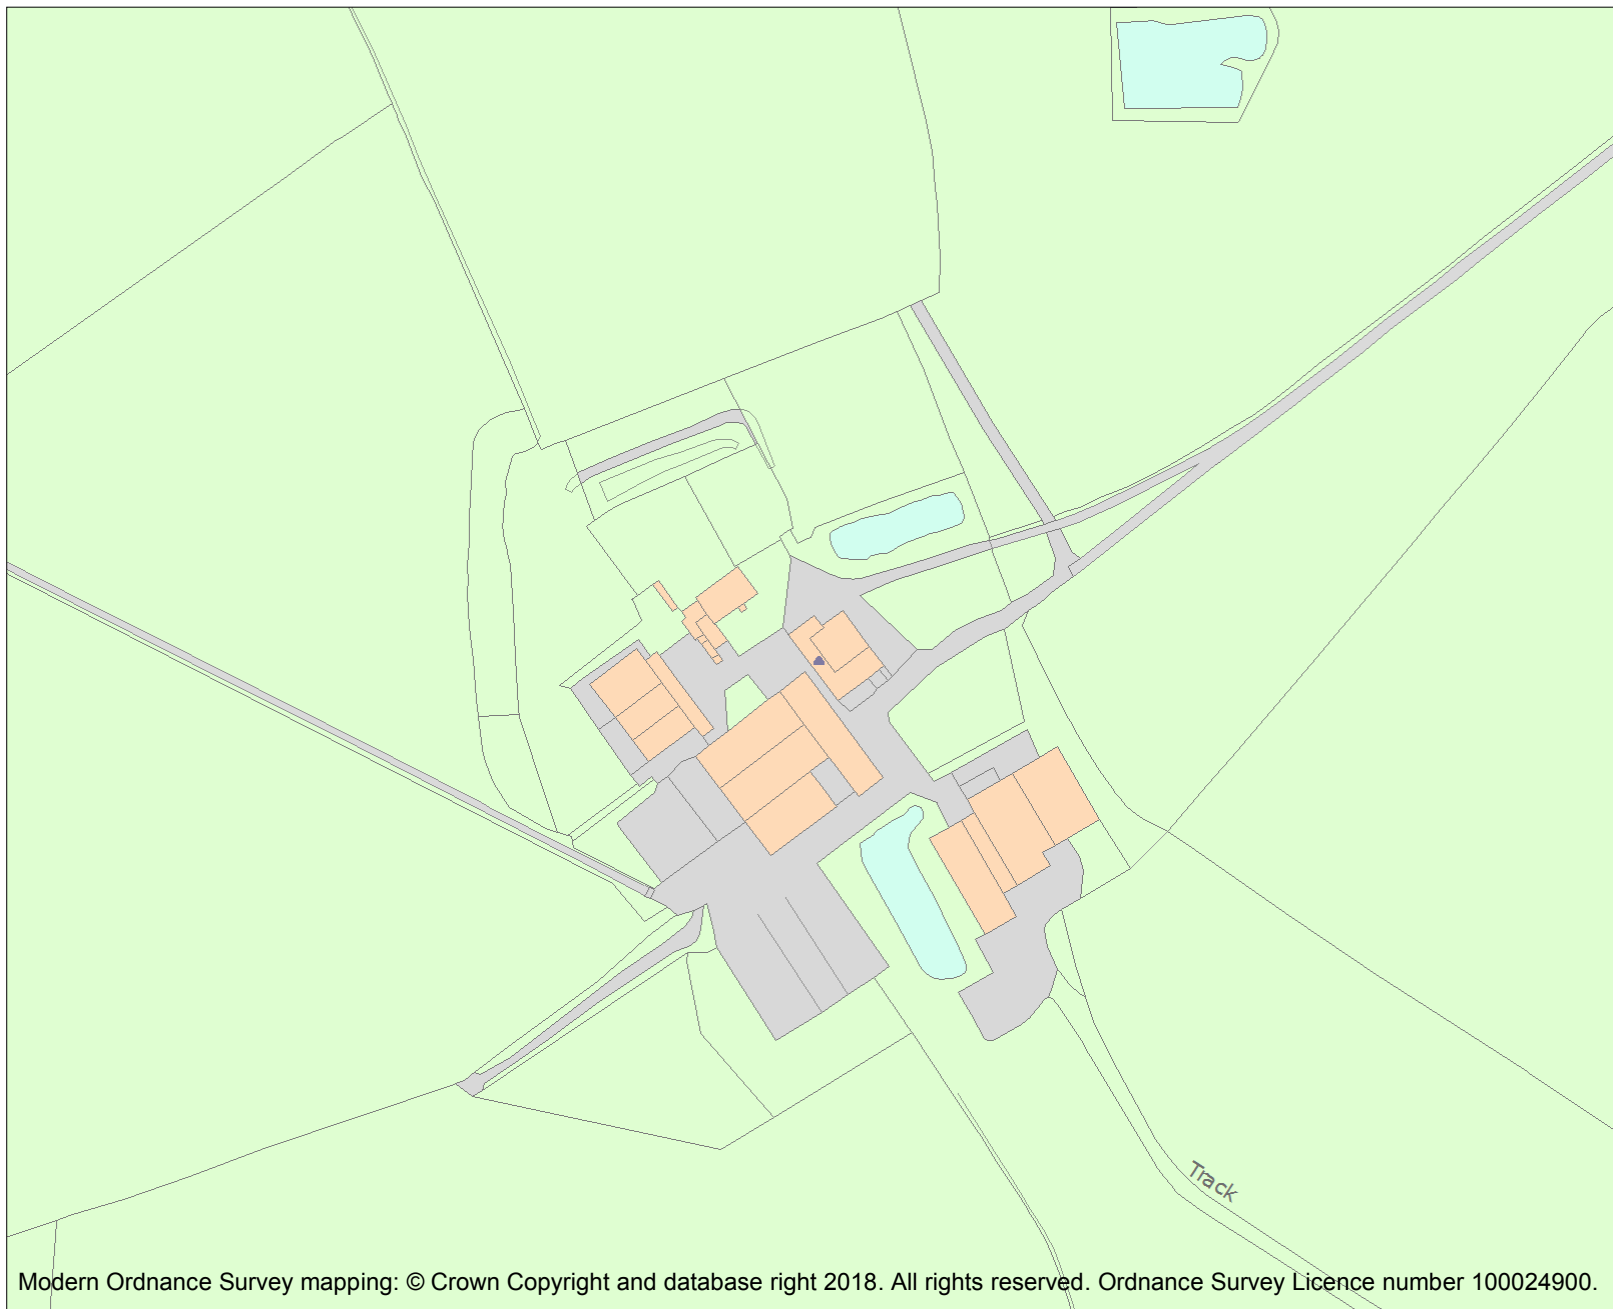 Track
Modern Ordnance Survey mapping: © Crown Copyright and database right 2018. All rights reserved. Ordnance Survey Licence number 100024900.